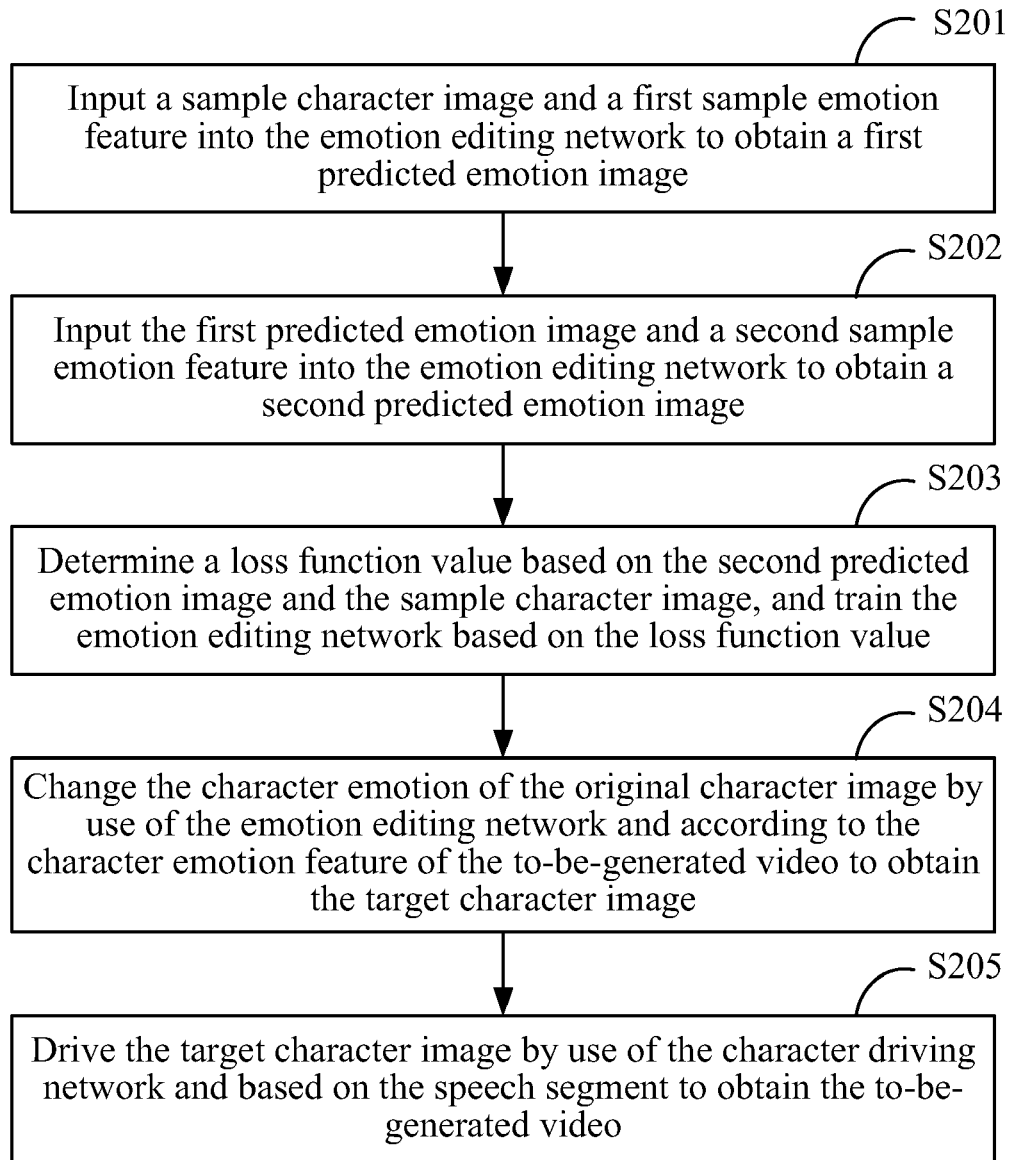 S201
Input a sample character image and a first sample emotion
feature into the emotion editing network to obtain a first
predicted emotion image
S202
Input the first predicted emotion image and a second sample
emotion feature into the emotion editing network to obtain a
second predicted emotion image
S203
Determine a loss function value based on the second predicted
emotion image and the sample character image, and train the
emotion editing network based on the loss function value
S204
Change the character emotion of the original character image by
use of the emotion editing network and according to the
character emotion feature of the to-be-generated video to obtain
the target character image
S205
Drive the target character image by use of the character driving
network and based on the speech segment to obtain the to-be-
generated video